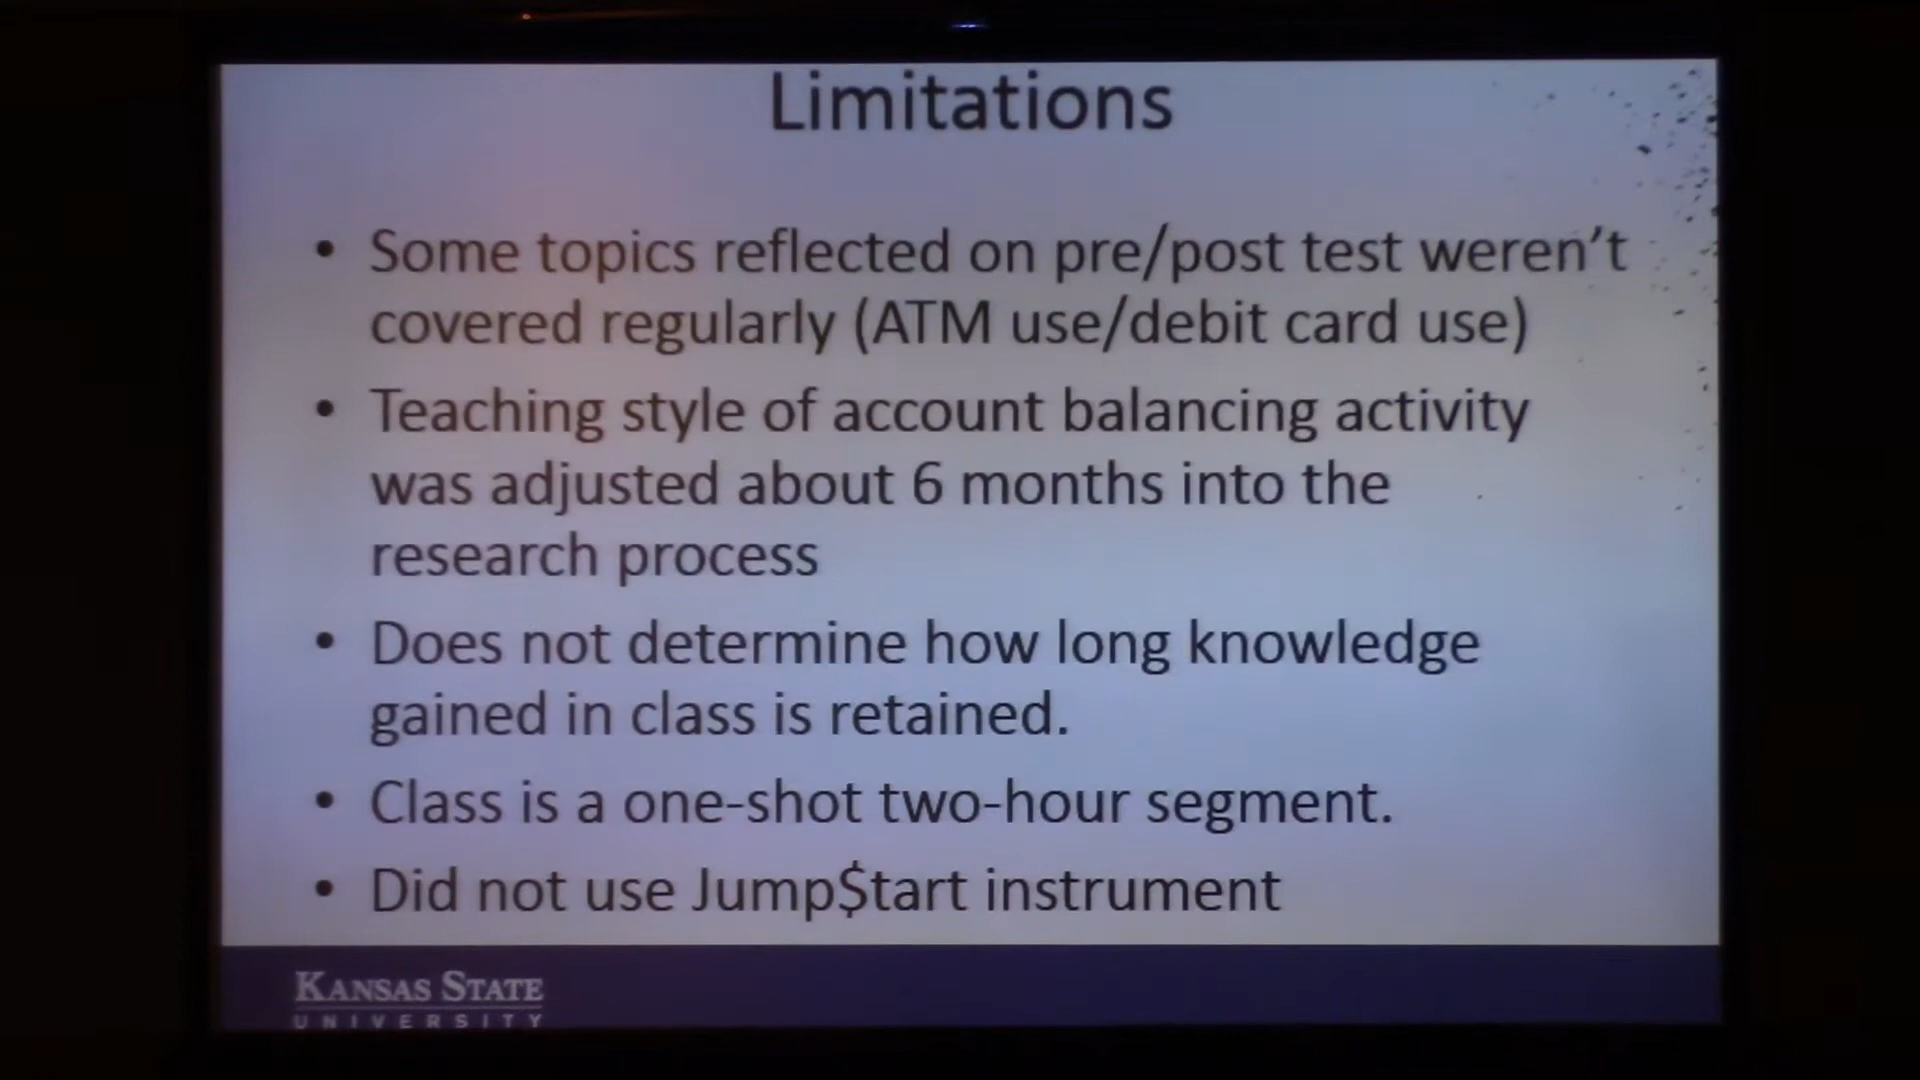 Limitations
• Some topics reflected on pre/post test weren't
covered regularly (ATM use/debit card use)
• Teaching style of account balancing activity
was adjusted about 6 months into the
research process
• Does not determine how long knowledge
gained in class is retained.
• Class is a one-shot two-hour segment.
• Did not use Jump$tart instrument
KANSAS STATE
UNIVERSITY